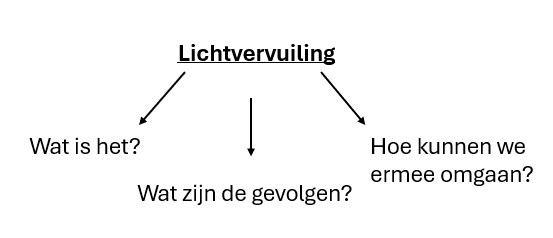 Lichtvervuiling
Wat is het?
Wat zijn de gevolgen?
Hoe kunnen we
ermee omgaan?